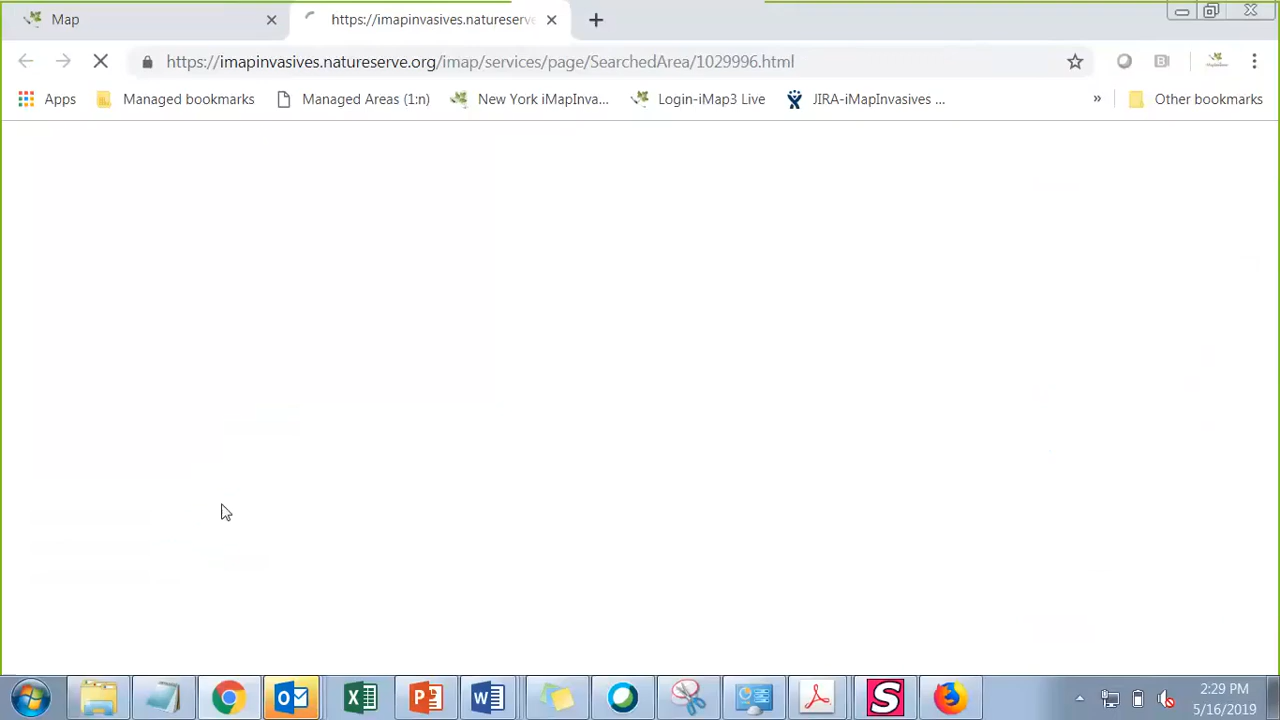 Map
https://imapinvasives.natureserve
https://imapinvasives.natureserve.org/imap/services/page/SearchedArea/1029996.html
Apps Managed bookmarks Managed Areas (1:n) New York iMapInva... Login-iMap3 Live JIRA-iMapInvasives ... » Other bookmarks
2:29 PM
5/16/2019